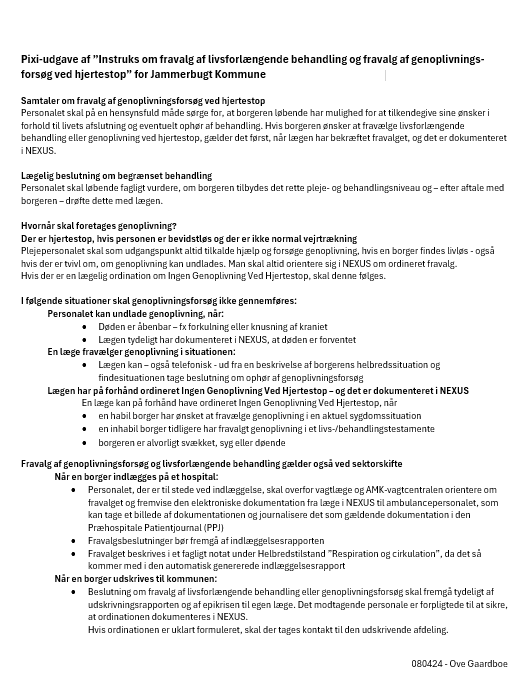 Pixi-udgave af ”Instruks om fravalg af livsforlængende behandling og fravalg af genoplivnings-
forsøg ved hjertestop” for Jammerbugt Kommune
Samtaler om fravalg af genoplivningsforsøg ved hjertestop
Personalet skal på en hensynsfuld måde sørge for, at borgeren løbende har mulighed for at tilkendegive sine ønsker i
forhold til livets afslutning og eventuelt ophør af behandling. Hvis borgeren ønsker at fravælge livsforlængende
behandling eller genoplivning ved hjertestop, gælder det først, når lægen har bekræftet fravalget, og det er dokumenteret
i NEXUS.
Lægelig beslutning om begrænset behandling
Personalet skal løbende fagligt vurdere, om borgeren tilbydes det rette pleje- og behandlingsniveau og – efter aftale med
borgeren – drøfte dette med lægen.
Hvornår skal foretages genoplivning?
Der er hjertestop, hvis personen er bevidstløs og der er ikke normal vejrtrækning
Plejepersonalet skal som udgangspunkt altid tilkalde hjælp og forsøge genoplivning, hvis en borger findes livløs - også
hvis der er tvivl om, om genoplivning kan undlades. Man skal altid orientere sig i NEXUS om ordineret fravalg.
Hvis der er en lægelig ordination om Ingen Genoplivning Ved Hjertestop, skal denne følges.
I følgende situationer skal genoplivningsforsøg ikke gennemføres:
Personalet kan undlade genoplivning, når:
• Døden er åbenbar – fx forkulning eller knusning af kraniet
• Lægen tydeligt har dokumenteret i NEXUS, at døden er forventet
En læge fravælger genoplivning i situationen:
• Lægen kan – også telefonisk - ud fra en beskrivelse af borgerens helbredssituation og
findesituationen tage beslutning om ophør af genoplivningsforsøg
Lægen har på forhånd ordineret Ingen Genoplivning Ved Hjertestop – og det er dokumenteret i NEXUS
En læge kan på forhånd have ordineret Ingen Genoplivning Ved Hjertestop, når
• en habil borger har ønsket at fravælge genoplivning i en aktuel sygdomssituation
• en inhabil borger tidligere har fravalgt genoplivning i et livs-/behandlingstestamente
• borgeren er alvorligt svækket, syg eller døende
Fravalg af genoplivningsforsøg og livsforlængende behandling gælder også ved sektorskifte
Når en borger indlægges på et hospital:
• Personalet, der er til stede ved indlæggelse, skal overfor vagtlæge og AMK-vagtcentralen orientere om
fravalget og fremvise den elektroniske dokumentation fra læge i NEXUS til ambulancepersonalet, som
kan tage et billede af dokumentationen og journalisere det som gældende dokumentation i den
Præhospitale Patientjournal (PPJ)
• Fravalgsbeslutninger bør fremgå af indlæggelsesrapporten
• Fravalget beskrives i et fagligt notat under Helbredstilstand ”Respiration og cirkulation”, da det så
kommer med i den automatisk genererede indlæggelsesrapport
Når en borger udskrives til kommunen:
• Beslutning om fravalg af livsforlængende behandling eller genoplivningsforsøg skal fremgå tydeligt af
udskrivningsrapporten og af epikrisen til egen læge. Det modtagende personale er forpligtede til at sikre,
at ordinationen dokumenteres i NEXUS.
Hvis ordinationen er uklart formuleret, skal der tages kontakt til den udskrivende afdeling.
080424 - Ove Gaardboe